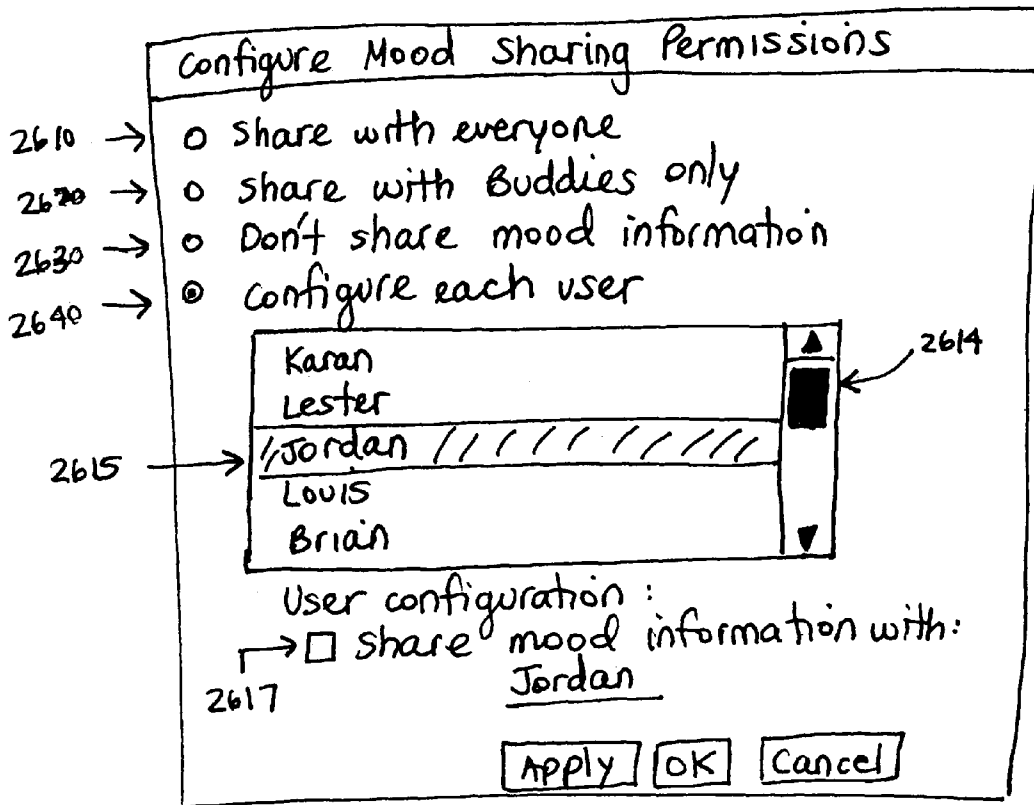 Configure Mood Sharing Permissions
2610 Share with everyone
2620 Share with Buddies only
2630 Don't share mood information
2640 Configure each user
Karan
2614
Lester
2615 Jordan
Louis
Brian
User configuration:
Share mood information with:
2617 Jordan
Apply OK Cancel